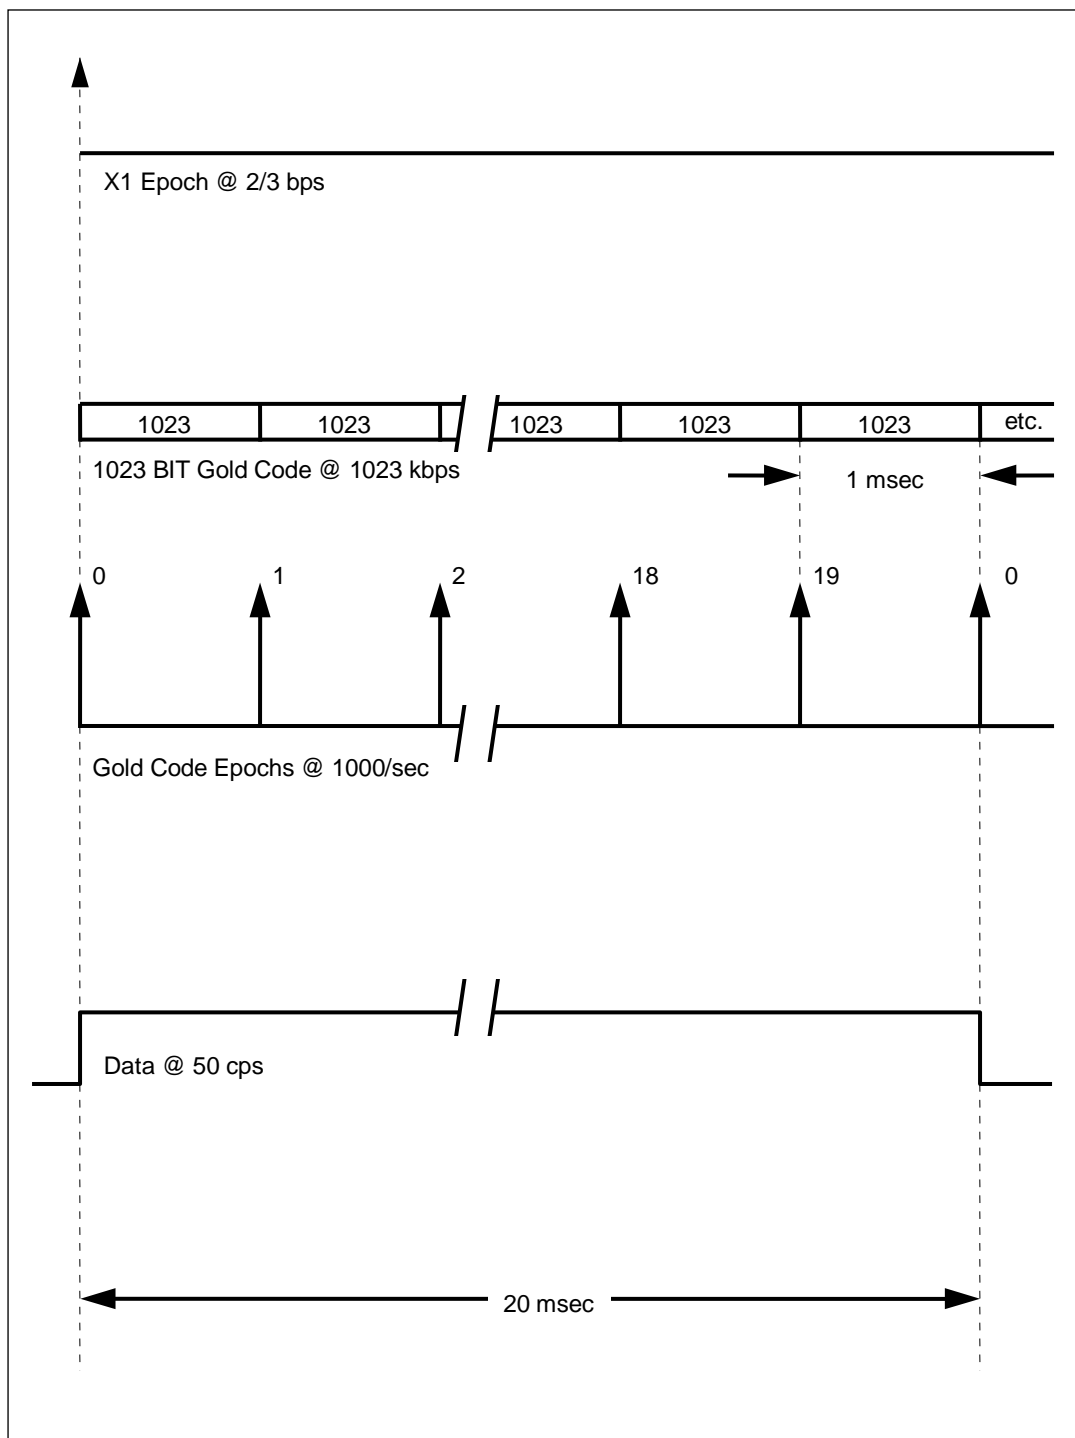 X1 Epoch @ 2/3 bps
1023 1023 1023 1023 1023 etc.
1023 BIT Gold Code @ 1023 kbps
1 msec
0 1 2 18 19 0
Gold Code Epochs @ 1000/sec
Data @ 50 cps
20 msec